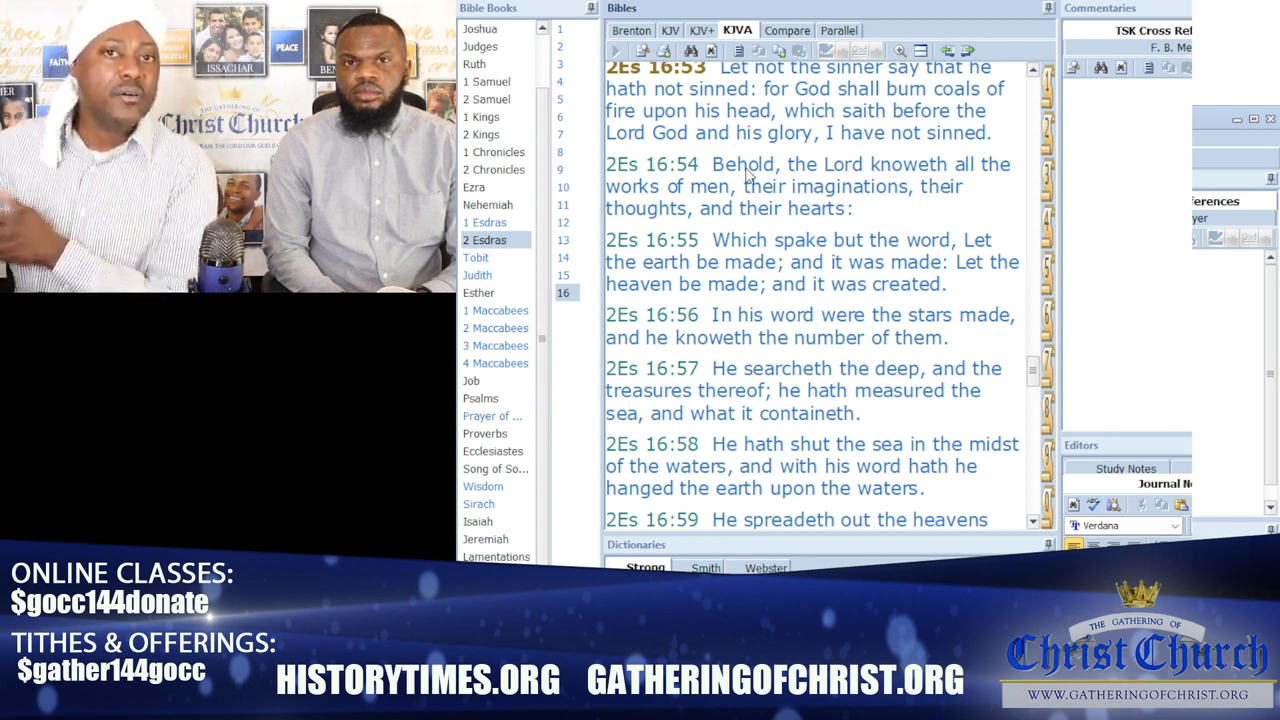 ISSACHAR
PEACE
FAITH
THE GATHERING OF
Christ Church
Bible Books
Joshua
Judges
Ruth
1 Samuel
2 Samuel
1 Kings
2 Kings
1 Chronicles
2 Chronicles
Ezra
Nehemiah
1 Esdras
2 Esdras
Tobit
Judith
Esther
1 Maccabees
2 Maccabees
3 Maccabees
4 Maccabees
Job
Psalms
Prayer of ...
Proverbs
Ecclesiastes
Song of So...
Wisdom
Sirach
Isaiah
Jeremiah
Lamentations
1
2
3
4
5
6
7
8
9
10
11
12
13
14
15
16
Bibles
Brenton KJV KJV+ KJVA Compare Parallel
2Es 16:53 Let not the sinner say that he
hath not sinned: for God shall burn coals of
fire upon his head, which saith before the
Lord God and his glory, I have not sinned.
2Es 16:54 Behold, the Lord knoweth all the
works of men, their imaginations, their
thoughts, and their hearts:
2Es 16:55 Which spake but the word, Let
the earth be made; and it was made: Let the
heaven be made; and it was created.
2Es 16:56 In his word were the stars made,
and he knoweth the number of them.
2Es 16:57 He searcheth the deep, and the
treasures thereof; he hath measured the
sea, and what it containeth.
2Es 16:58 He hath shut the sea in the midst
of the waters, and with his word hath he
hanged the earth upon the waters.
2Es 16:59 He spreadeth out the heavens
Dictionaries
Strong Smith Webster
Commentaries
TSK Cross Re
F. B. Me
erences
yer
Editors
Study Notes
Journal N
Verdana
ONLINE CLASSES:
$gocc144donate
TITHES & OFFERINGS:
$gather144gocc
HISTORYTIMES.ORG GATHERINGOFCHRIST.ORG
THE GATHERING OF
Christ Church
WWW.GATHERINGOFCHRIST.ORG